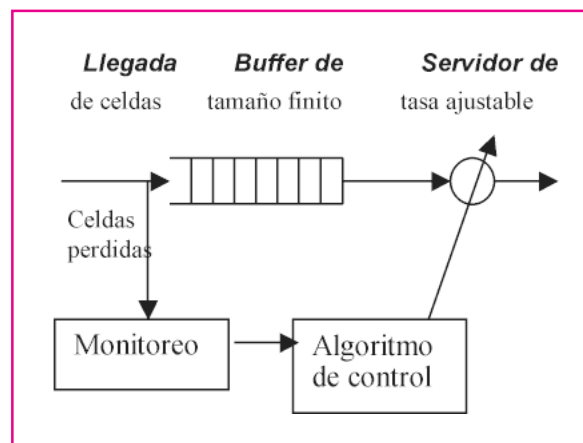 Llegada
de celdas
Buffer de
tamaño finito
Servidor de
tasa ajustable
Celdas
perdidas
Monitoreo
Algoritmo
de control